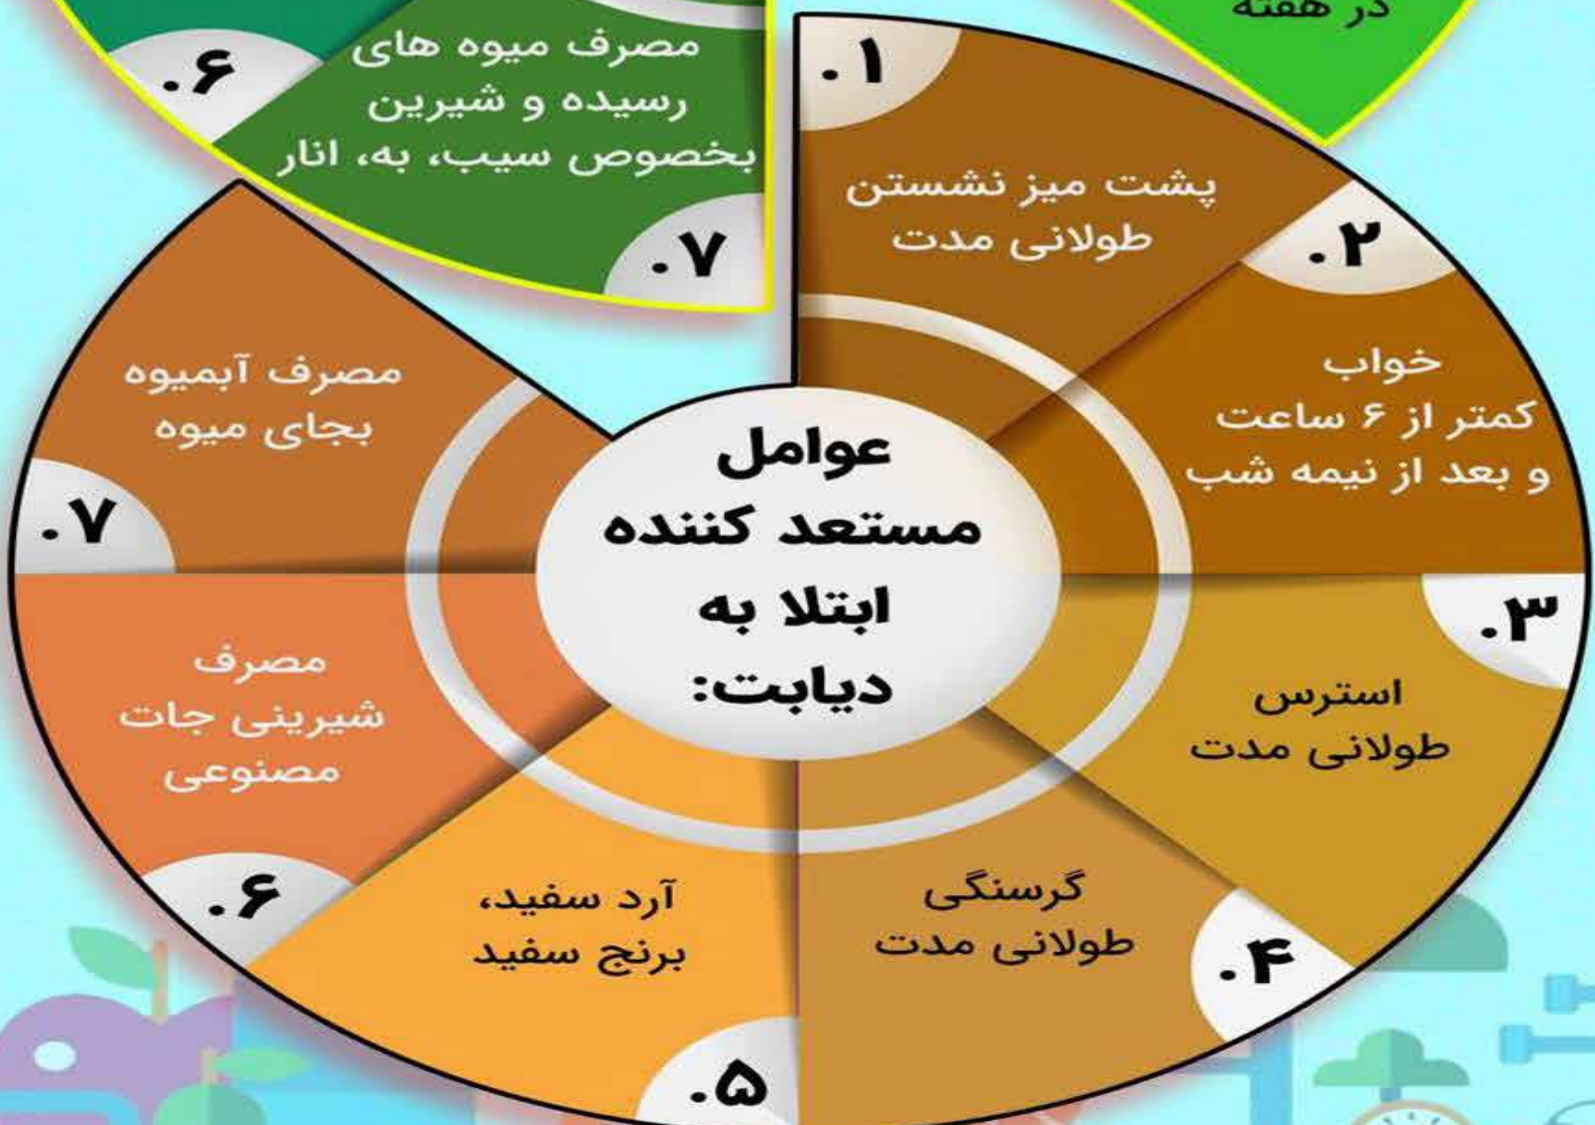 در هفته
۶.
مصرف میوه های
رسیده و شیرین
بخصوص سیب، به، انار
۷.
عوامل
مستعد کننده
ابتلا به
دیابت:
۱.
پشت میز نشستن
طولانی مدت
۲.
خواب
کمتر از ۶ ساعت
و بعد از نیمه شب
۳.
استرس
طولانی مدت
۴.
گرسنگی
طولانی مدت
۵.
آرد سفید،
برنج سفید
۶.
مصرف
شیرینی جات
مصنوعی
۷.
مصرف آبمیوه
بجای میوه